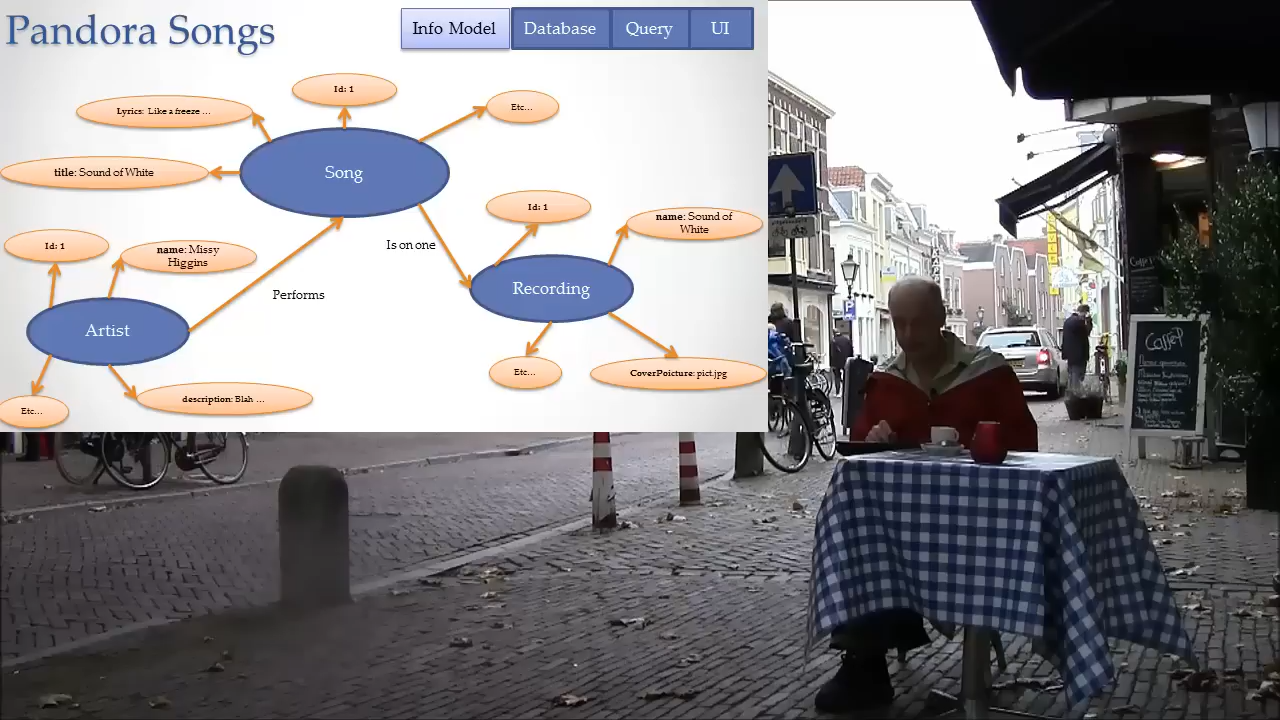 Pandora Songs
Info Model
Database
Query
UI
Id: 1
Lyrics: Like a freeze ...
Etc...
title: Sound of White
Song
Id: 1
name: Sound of
White
Id: 1
name: Missy
Higgins
Is on one
Performs
Recording
Artist
Etc...
CoverPoicture: pict.jpg
description: Blah ...
Etc...
P
Caffe